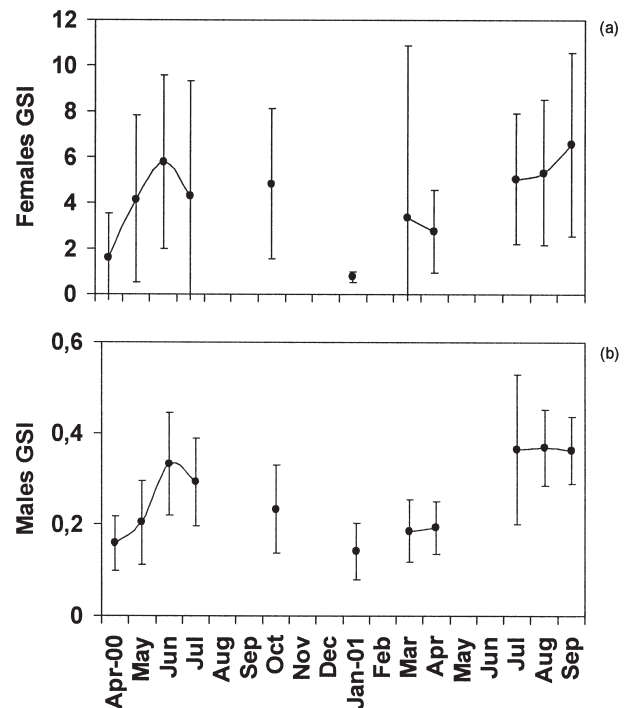 (a)
Females GSI
12
10
8
6
4
2
0
(b)
Males GSI
0,6
0,4
0,2
0
Apr-00
May
Jun
Jul
Aug
Sep
Oct
Nov
Dec
Jan-01
Feb
Mar
Apr
May
Jun
Jul
Aug
Sep